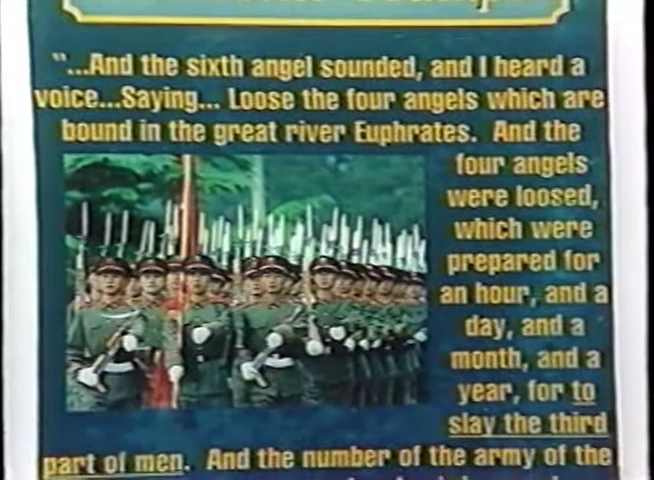 "...And the sixth angel sounded, and I heard a
voice...Saying... Loose the four angels which are
bound in the great river Euphrates. And the
four angels
were loosed,
which were
prepared for
an hour, and a
day, and a
month, and a
year, for to
slay the third
part of men. And the number of the army of the